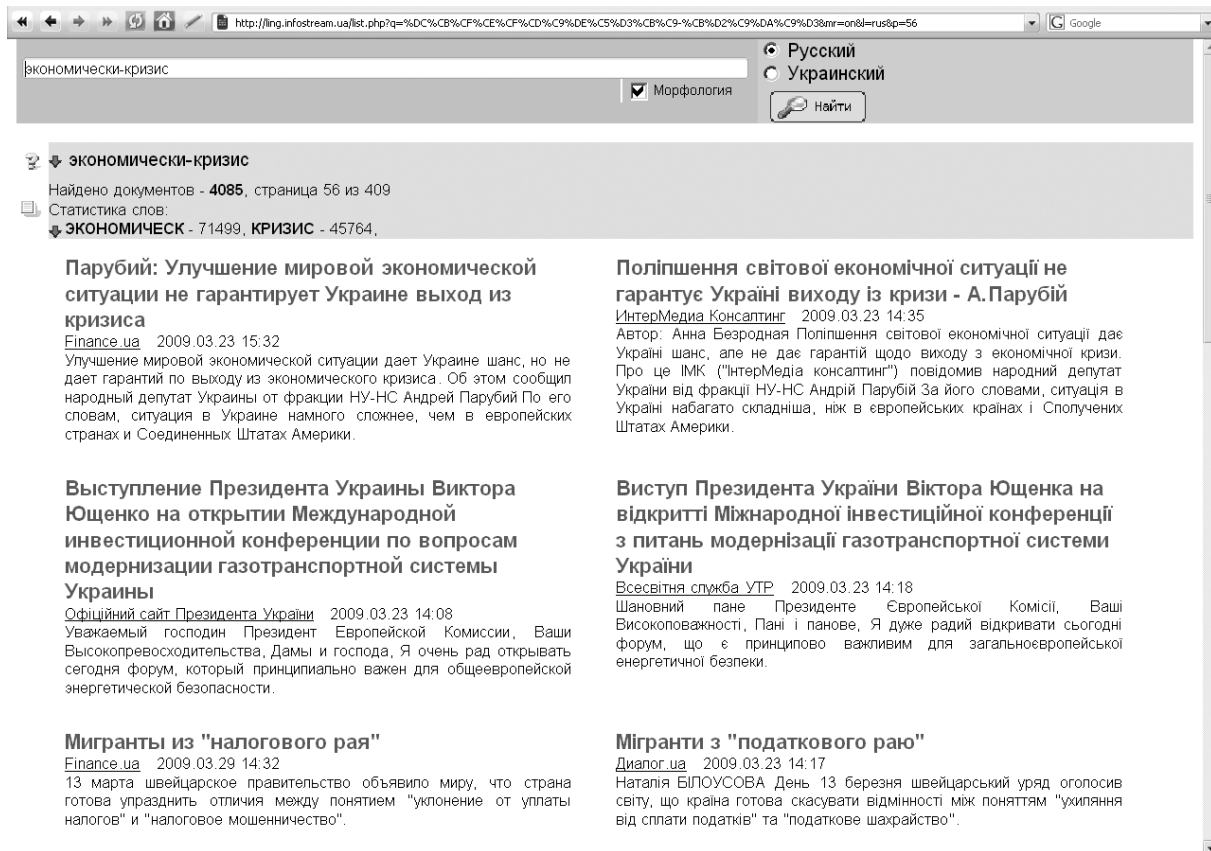 http://ling.infostream.ua/list.php?q=%DC%CB%CF%CE%CF%CD%C9%DE%C5%D3%CB%C9-%CB%D2%C9%DA%C9%D3&mr=on&l=rus&p=56
Google
экономически-кризис
Морфология
Русский
Украинский
Найти
экономически-кризис
Найдено документов - 4085, страница 56 из 409
Статистика слов:
ЭКОНОМИЧЕСК - 71499, КРИЗИС - 45764,
Парубий: Улучшение мировой экономической
ситуации не гарантирует Украине выход из
кризиса
Finance.ua 2009.03.23 15:32
Улучшение мировой экономической ситуации дает Украине шанс, но не
дает гарантий по выходу из экономического кризиса. Об этом сообщил
народный депутат Украины от фракции НУ-НС Андрей Парубий По его
словам, ситуация в Украине намного сложнее, чем в европейских
странах и Соединенных Штатах Америки.
Поліпшення світової економічної ситуації не
гарантує Україні виходу із кризи - А.Парубій
ИнтерМедиа Консалтинг 2009.03.23 14:35
Автор: Анна Безродная Поліпшення світової економічної ситуації дає
Україні шанс, але не дає гарантій щодо виходу з економічної кризи.
Про це ІМК ("ІнтерМедіа консалтинг") повідомив народний депутат
України від фракції НУ-НС Андрій Парубій За його словами, ситуація в
Україні набагато складніша, ніж в європейських країнах і Сполучених
Штатах Америки.
Выступление Президента Украины Виктора
Ющенко на открытии Международной
инвестиционной конференции по вопросам
модернизации газотранспортной системы
Украины
Офіційний сайт Президента України 2009.03.23 14:08
Уважаемый господин Президент Европейской Комиссии, Ваши
Высокопревосходительства, Дамы и господа, Я очень рад открывать
сегодня форум, который принципиально важен для общеевропейской
энергетической безопасности.
Виступ Президента України Віктора Ющенка на
відкритті Міжнародної інвестиційної конференції
з питань модернізації газотранспортної системи
України
Всесвітня служба УТР 2009.03.23 14:18
Шановний пане Президенте Європейської Комісії, Ваші
Високоповажності, Пані і панове, Я дуже радий відкривати сьогодні
форум, що є принципово важливим для загальноєвропейської
енергетичної безпеки.
Мигранты из "налогового рая"
Finance.ua 2009.03.29 14:32
13 марта швейцарское правительство объявило миру, что страна
готова упразднить отличия между понятием "уклонение от уплаты
налогов" и "налоговое мошенничество".
Мігранти з "податкового раю"
Диалог.ua 2009.03.23 14:17
Наталія БІЛОУСОВА День 13 березня швейцарський уряд оголосив
світу, що країна готова скасувати відмінності між поняттям "ухиляння
від сплати податків" та "податкове шахрайство".